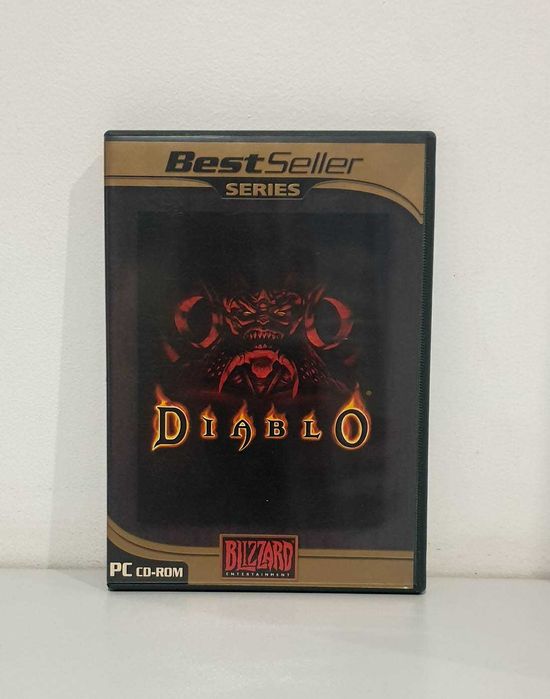 BestSeller
SERIES
DIABLO
BLIZZARD
ENTERTAINMENT
PC CD-ROM